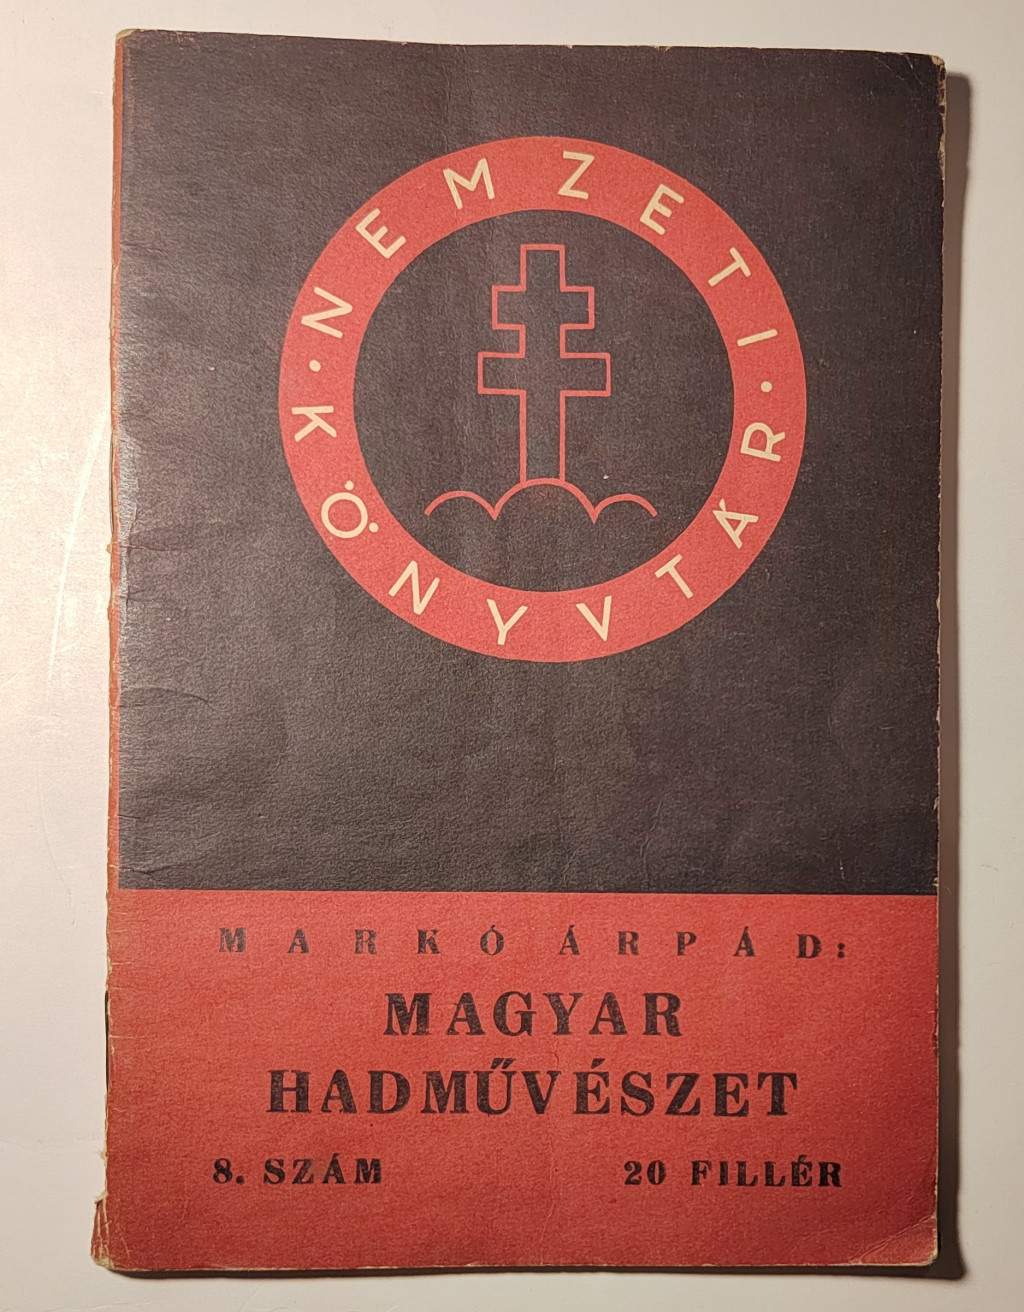 NEMZETI · KÖNYVTÁR ·
MARKÓ ÁRPÁD:
MAGYAR
HADMŰVÉSZET
8. SZÁM 20 FILLÉR